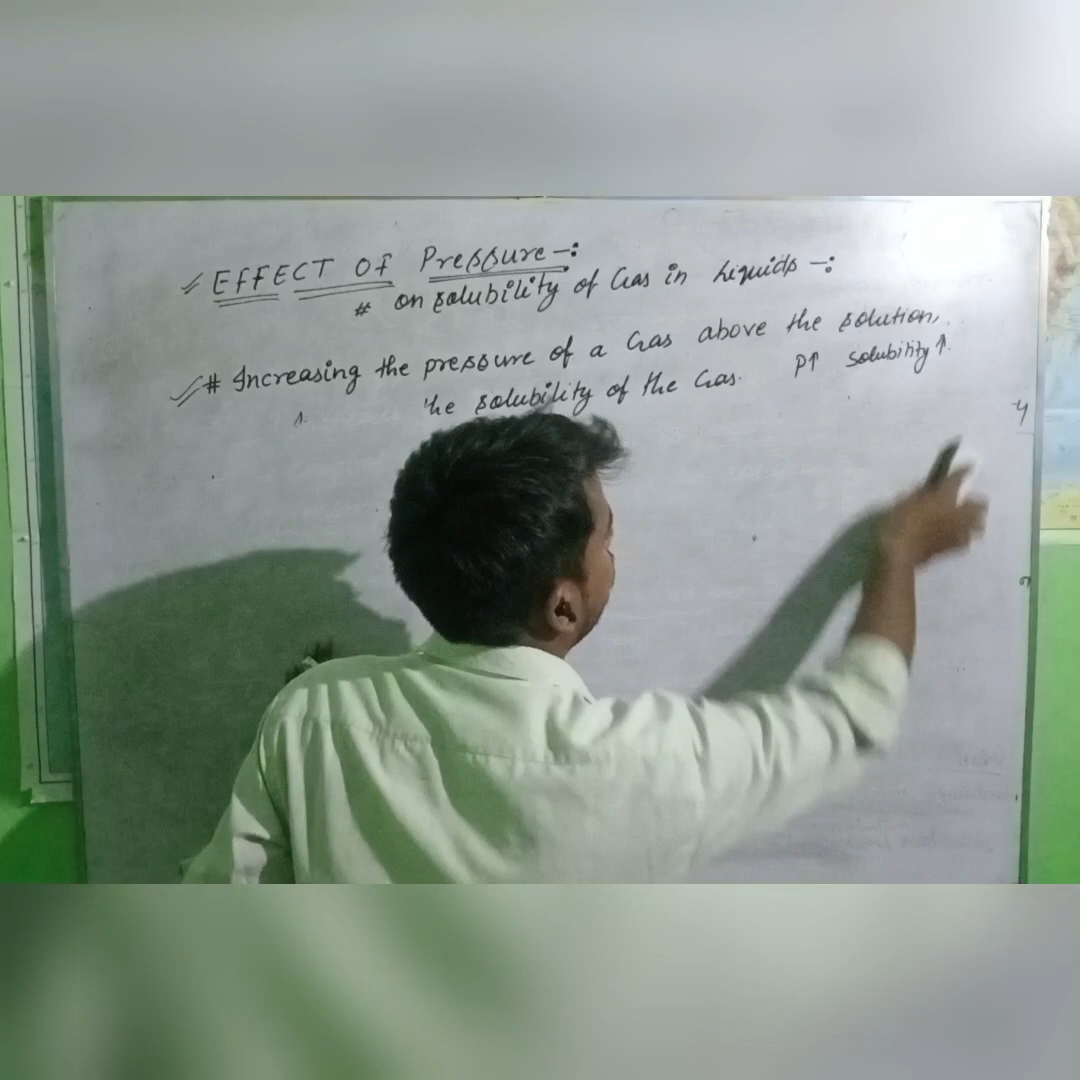 EFFECT OF Pressure -:
# on solubility of Gas in Liquids -:
# Increasing the pressure of a Gas above the solution,
the solubility of the Gas. P↑ solubility↑.